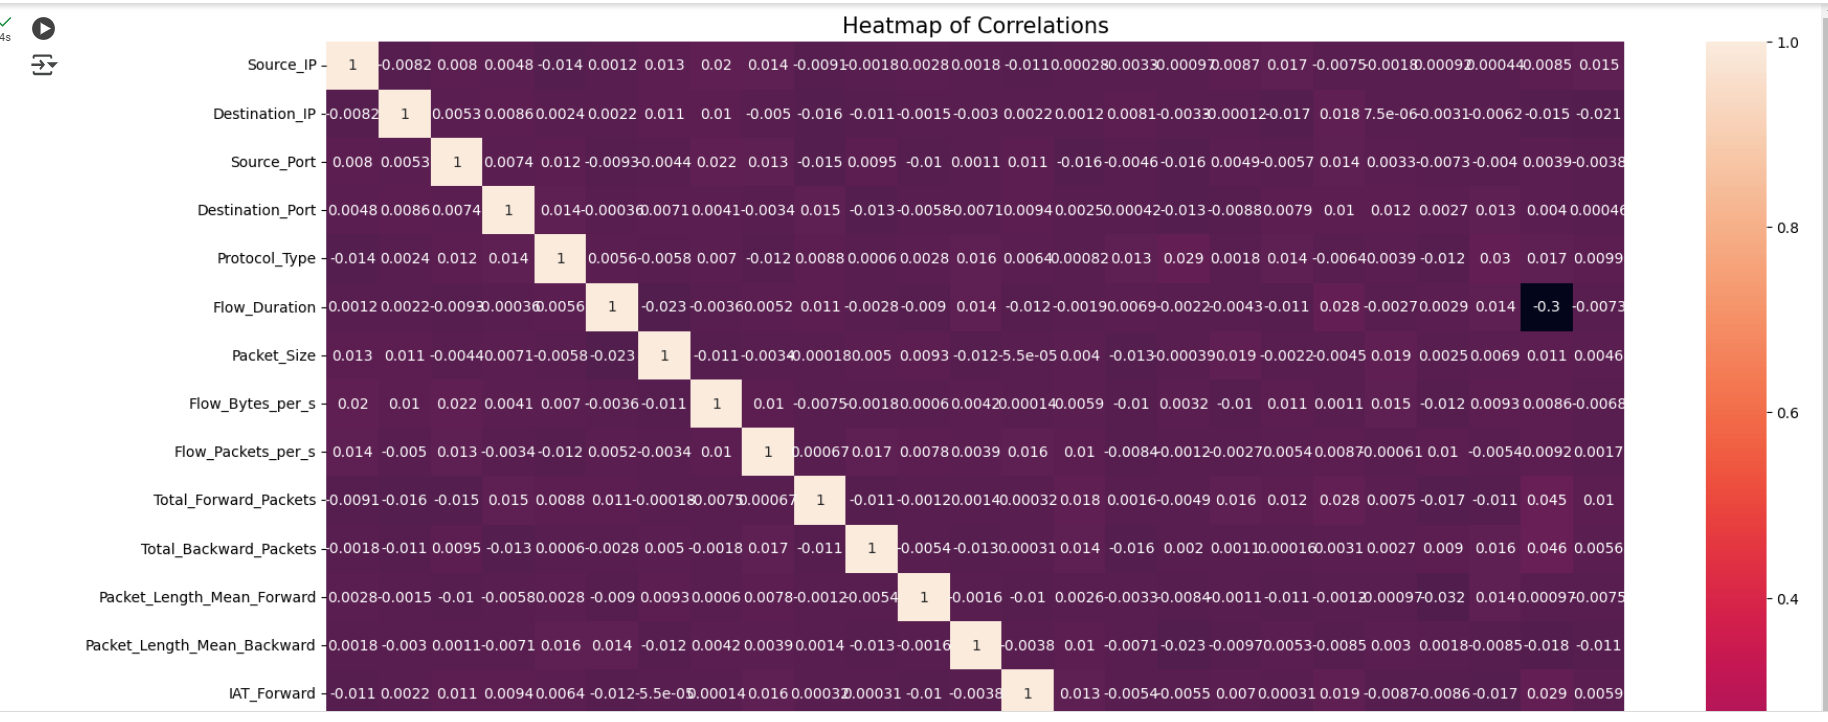 Heatmap of Correlations
4s
Source_IP 1 -0.0082 0.008 0.0048 -0.014 0.0012 0.013 0.02 0.014 -0.0091 -0.0018 0.0028 0.0018 -0.011 0.00028 -0.0033 -0.00097 0.0087 0.017 -0.0075 -0.0018 0.00092 0.00044 0.0085 0.015
1.0
Destination_IP -0.0082 1 0.0053 0.0086 0.0024 0.0022 0.011 0.01 -0.005 -0.016 -0.011 -0.0015 -0.003 0.0022 0.0012 0.0081 -0.0033 0.00012 -0.017 0.018 7.5e-06 -0.0031 -0.0062 -0.015 -0.021
Source_Port 0.008 0.0053 1 0.0074 0.012 -0.0093 -0.0044 0.022 0.013 -0.015 0.0095 -0.01 0.0011 0.011 -0.016 -0.0046 -0.016 0.0049 -0.0057 0.014 0.0033 -0.0073 -0.004 0.0039 -0.0038
Destination_Port 0.0048 0.0086 0.0074 1 0.014 -0.00036 0.0071 0.0041 -0.0034 0.015 -0.013 -0.0058 -0.0071 0.0094 0.0025 0.00042 -0.013 -0.0088 0.0079 0.01 0.012 0.0027 0.013 0.004 0.00046
0.8
Protocol_Type -0.014 0.0024 0.012 0.014 1 0.0056 -0.0058 0.007 -0.012 0.0088 0.0006 0.0028 0.016 0.0064 0.00082 0.013 0.029 0.0018 0.014 -0.0064 0.0039 -0.012 0.03 0.017 0.0099
Flow_Duration 0.0012 0.0022 -0.0093 -0.00036 0.0056 1 -0.023 -0.0036 0.0052 0.011 -0.0028 -0.009 0.014 -0.012 -0.0019 0.0069 -0.0022 -0.0043 -0.011 0.028 -0.0027 0.0029 0.014 -0.3 -0.0073
Packet_Size 0.013 0.011 -0.0044 0.0071 -0.0058 -0.023 1 -0.011 -0.0034 -0.00018 0.005 0.0093 -0.012 -5.5e-05 0.004 -0.013 -0.00039 0.019 -0.0022 -0.0045 0.019 0.0025 0.0069 0.011 0.0046
Flow_Bytes_per_s 0.02 0.01 0.022 0.0041 0.007 -0.0036 -0.011 1 0.01 -0.0075 -0.0018 0.0006 0.0042 0.00014 0.0059 -0.01 0.0032 -0.01 0.011 0.0011 0.015 -0.012 0.0093 0.0086 -0.0068
0.6
Flow_Packets_per_s 0.014 -0.005 0.013 -0.0034 -0.012 0.0052 -0.0034 0.01 1 0.00067 0.017 0.0078 0.0039 0.016 0.01 -0.0084 -0.0012 -0.0027 0.0054 0.0087 -0.00061 0.01 -0.0054 0.0092 0.0017
Total_Forward_Packets -0.0091 -0.016 -0.015 0.015 0.0088 0.011 -0.00018 -0.0075 0.00067 1 -0.011 -0.0012 0.0014 0.00032 0.018 0.0016 -0.0049 0.016 0.012 0.028 0.0075 -0.017 -0.011 0.045 0.01
Total_Backward_Packets -0.0018 -0.011 0.0095 -0.013 0.0006 -0.0028 0.005 -0.0018 0.017 -0.011 1 -0.0054 -0.013 0.00031 0.014 -0.016 0.002 0.0011 0.00016 0.0031 0.0027 0.009 0.016 0.046 0.0056
Packet_Length_Mean_Forward 0.0028 -0.0015 -0.01 -0.0058 0.0028 -0.009 0.0093 0.0006 0.0078 -0.0012 -0.0054 1 -0.0016 -0.01 0.0026 -0.0033 -0.0084 -0.0011 -0.011 -0.0012 0.00097 -0.032 0.014 0.00097 -0.0075
0.4
Packet_Length_Mean_Backward 0.0018 -0.003 0.0011 -0.0071 0.016 0.014 -0.012 0.0042 0.0039 0.0014 -0.013 -0.0016 1 -0.0038 0.01 -0.0071 -0.023 -0.0097 0.0053 -0.0085 0.003 0.0018 -0.0085 -0.018 -0.011
IAT_Forward -0.011 0.0022 0.011 0.0094 0.0064 -0.012 -5.5e-05 0.00014 0.016 0.00032 0.00031 -0.01 -0.0038 1 0.013 -0.0054 -0.0055 0.007 0.00031 0.019 -0.0087 -0.0086 -0.017 0.029 0.0059